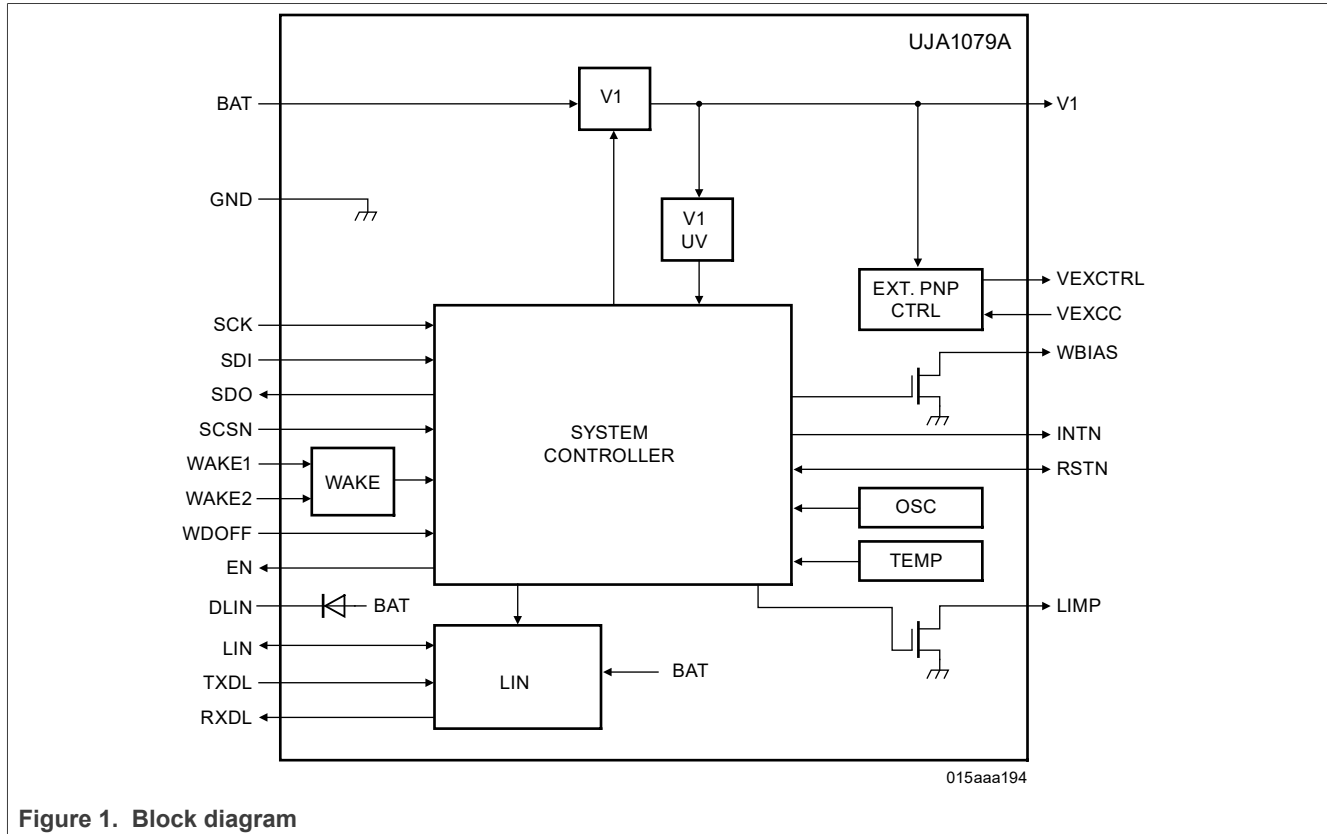 UJA1079A
BAT
V1
V1
GND
V1
UV
EXT. PNP
CTRL
VEXCTRL
VEXCC
SCK
SDI
SDO
SCSN
WAKE1
WAKE2
WAKE
WDOFF
EN
SYSTEM
CONTROLLER
WBIAS
INTN
RSTN
OSC
TEMP
DLIN
BAT
LIMP
LIN
TXDL
RXDL
LIN
BAT
015aaa194
Figure 1. Block diagram